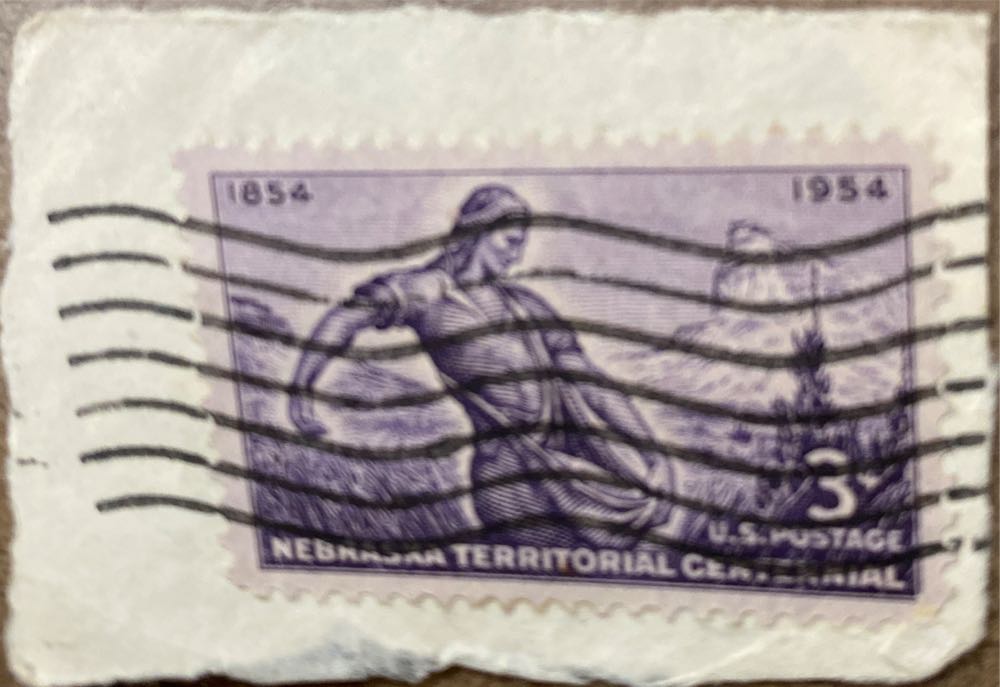 1854 1954
3¢
U.S. POSTAGE
NEBRASKA TERRITORIAL CENTENNIAL